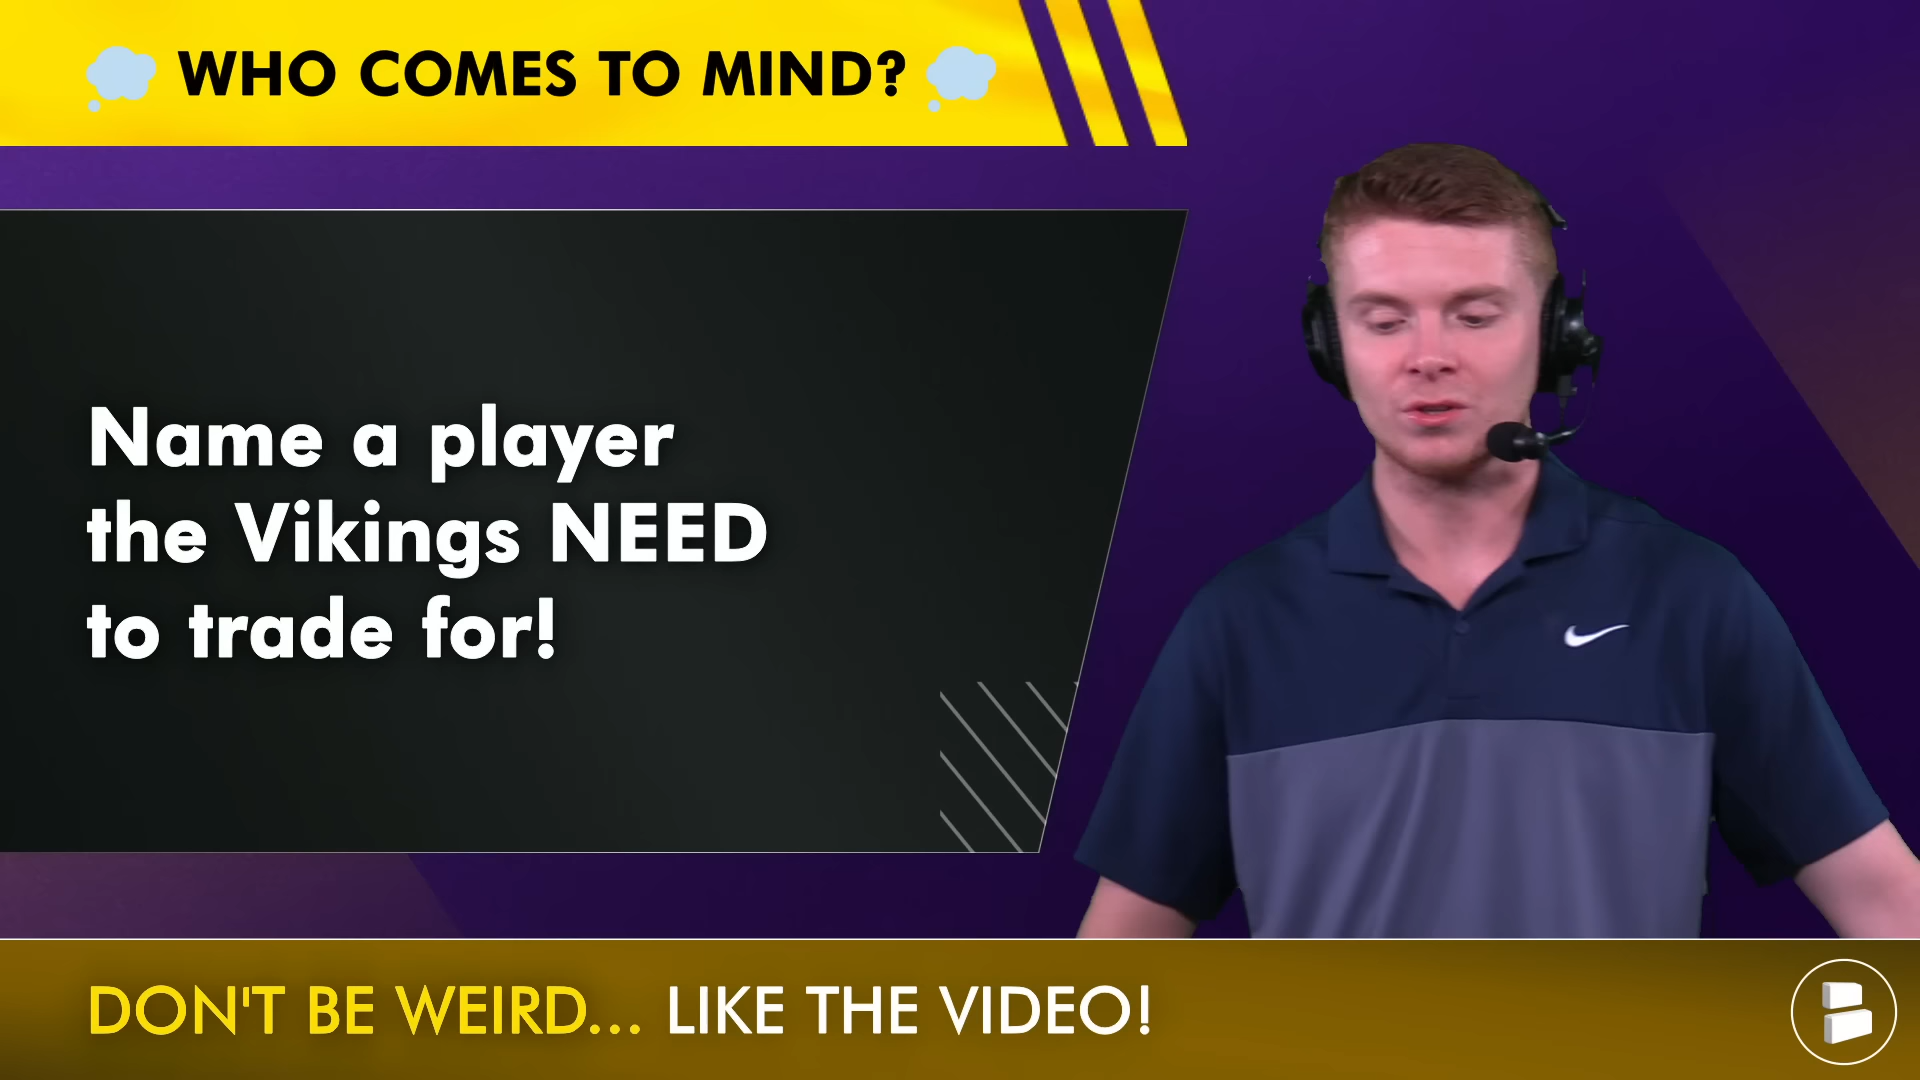 WHO COMES TO MIND?
Name a player
the Vikings NEED
to trade for!
DON'T BE WEIRD... LIKE THE VIDEO!